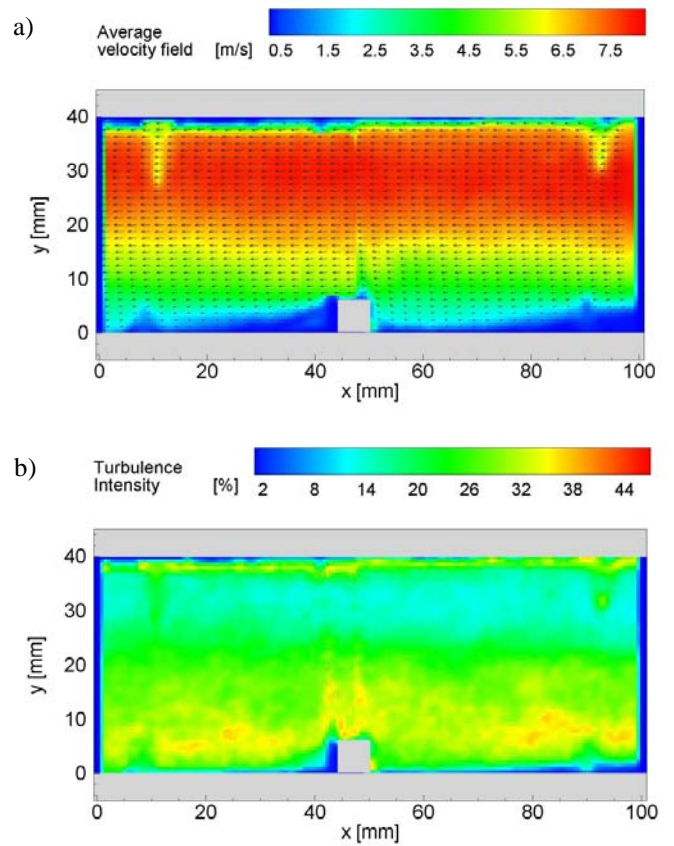 a)
Average
velocity field [m/s]
0.5 1.5 2.5 3.5 4.5 5.5 6.5 7.5
40
30
20
10
0
y [mm]
0 20 40 60 80 100
x [mm]
b)
Turbulence
Intensity [%]
2 8 14 20 26 32 38 44
40
30
20
10
0
y [mm]
0 20 40 60 80 100
x [mm]